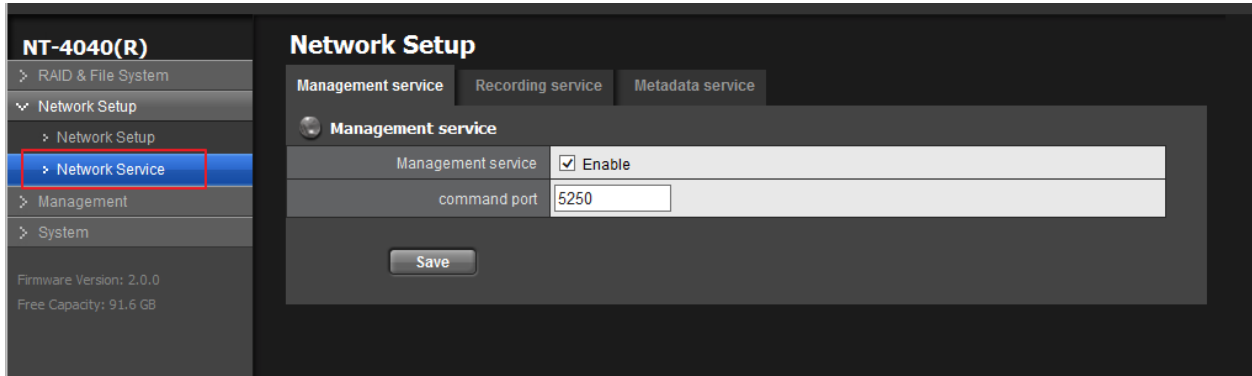 NT-4040(R)
RAID & File System
Network Setup
Network Setup
Network Service
Management
System
Firmware Version: 2.0.0
Free Capacity: 91.6 GB
Network Setup
Management service Recording service Metadata service
Management service
Management service Enable
command port 5250
Save